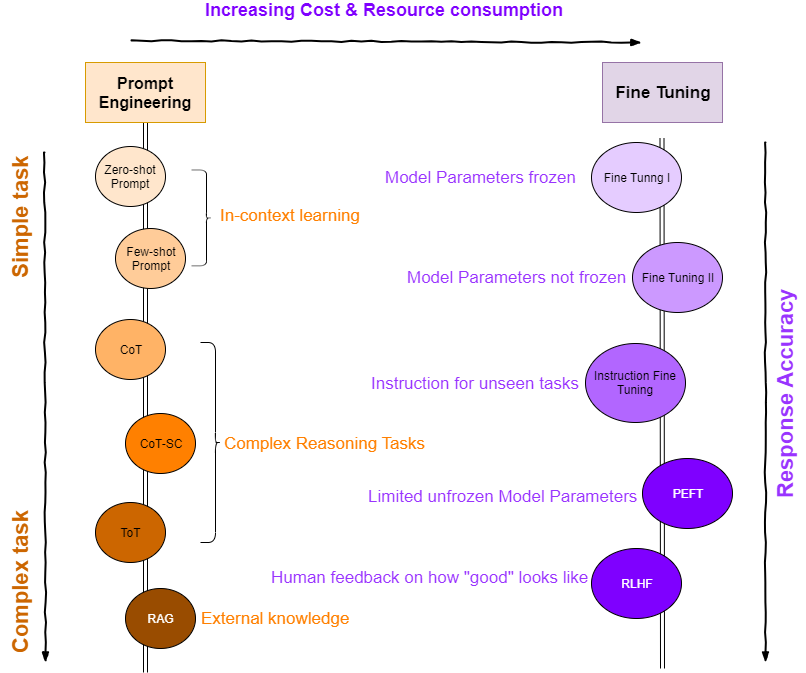 Increasing Cost & Resource consumption
Prompt
Engineering
Fine Tuning
Simple task
Complex task
Zero-shot
Prompt
Few-shot
Prompt
In-context learning
CoT
CoT-SC
ToT
Complex Reasoning Tasks
RAG
External knowledge
Model Parameters frozen
Fine Tunng I
Model Parameters not frozen
Fine Tuning II
Instruction for unseen tasks
Instruction Fine
Tuning
Limited unfrozen Model Parameters
PEFT
Human feedback on how "good" looks like
RLHF
Response Accuracy